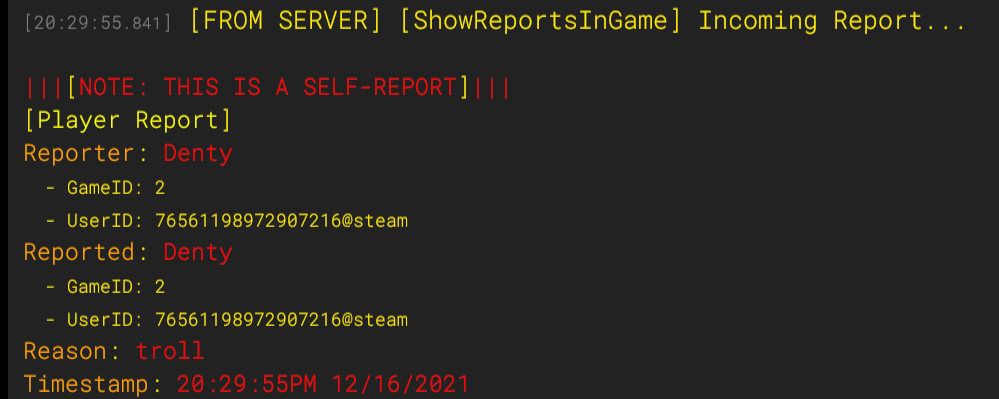 [20:29:55.841] [FROM SERVER] [ShowReportsInGame] Incoming Report...
|||[NOTE: THIS IS A SELF-REPORT]|||
[Player Report]
Reporter: Denty
- GameID: 2
- UserID: 76561198972907216@steam
Reported: Denty
- GameID: 2
- UserID: 76561198972907216@steam
Reason: troll
Timestamp: 20:29:55PM 12/16/2021